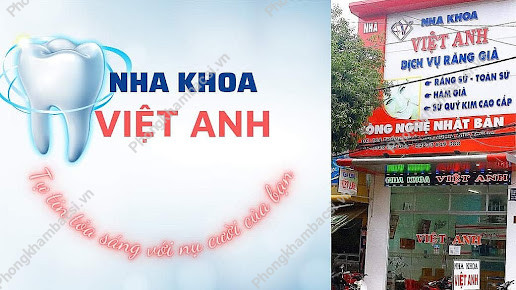 NHA KHOA
VIỆT ANH
Tự tin tỏa sáng với nụ cười của bạn
Phongkhambacsi.vn
NHA KHOA
VIỆT ANH
DỊCH VỤ RĂNG GIẢ
RĂNG SỨ - TOÀN SỨ
HÀM GIẢ
SỨ QUÝ KIM CAO CẤP
CÔNG NGHỆ NHẬT BẢN
NHA KHOA VIỆT ANH
VIỆT ANH
NHA KHOA
VIỆT ANH